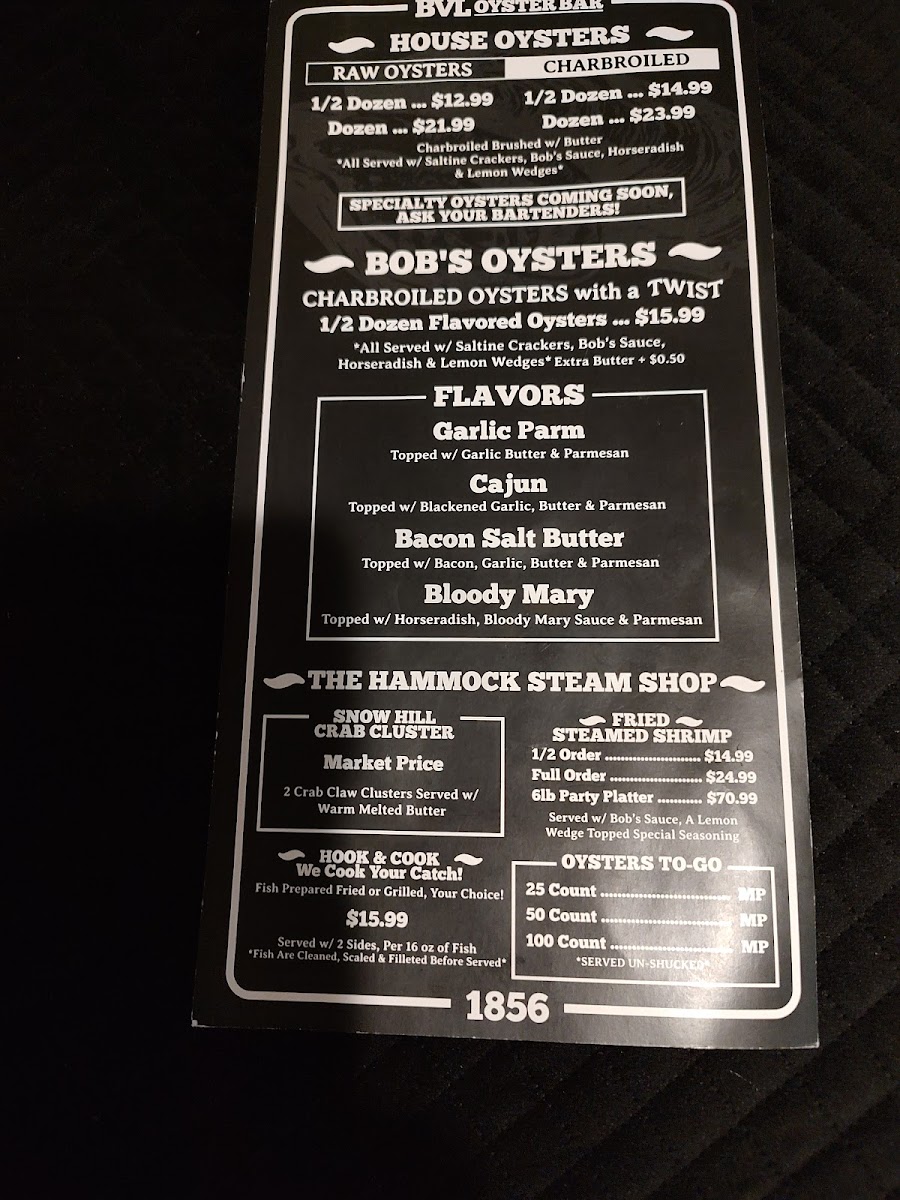 BVL OYSTER BAR
HOUSE OYSTERS
RAW OYSTERS
1/2 Dozen ... $12.99
Dozen ... $21.99
CHARBROILED
1/2 Dozen ... $14.99
Dozen ... $23.99
Charbroiled Brushed w/ Butter
*All Served w/ Saltine Crackers, Bob's Sauce, Horseradish
& Lemon Wedges*
SPECIALTY OYSTERS COMING SOON,
ASK YOUR BARTENDERS!
BOB'S OYSTERS
CHARBROILED OYSTERS with a TWIST
1/2 Dozen Flavored Oysters ... $15.99
*All Served w/ Saltine Crackers, Bob's Sauce,
Horseradish & Lemon Wedges* Extra Butter + $0.50
FLAVORS
Garlic Parm
Topped w/ Garlic Butter & Parmesan
Cajun
Topped w/ Blackened Garlic, Butter & Parmesan
Bacon Salt Butter
Topped w/ Bacon, Garlic, Butter & Parmesan
Bloody Mary
Topped w/ Horseradish, Bloody Mary Sauce & Parmesan
THE HAMMOCK STEAM SHOP
SNOW HILL
CRAB CLUSTER
Market Price
2 Crab Claw Clusters Served w/
Warm Melted Butter
FRIED
STEAMED SHRIMP
1/2 Order ........................ $14.99
Full Order ....................... $24.99
6lb Party Platter ........... $70.99
Served w/ Bob's Sauce, A Lemon
Wedge Topped Special Seasoning
HOOK & COOK
We Cook Your Catch!
Fish Prepared Fried or Grilled, Your Choice!
$15.99
Served w/ 2 Sides, Per 16 oz of Fish
*Fish Are Cleaned, Scaled & Filleted Before Served*
OYSTERS TO-GO
25 Count ................................ MP
50 Count ................................ MP
100 Count .............................. MP
*SERVED UN-SHUCKED*
1856